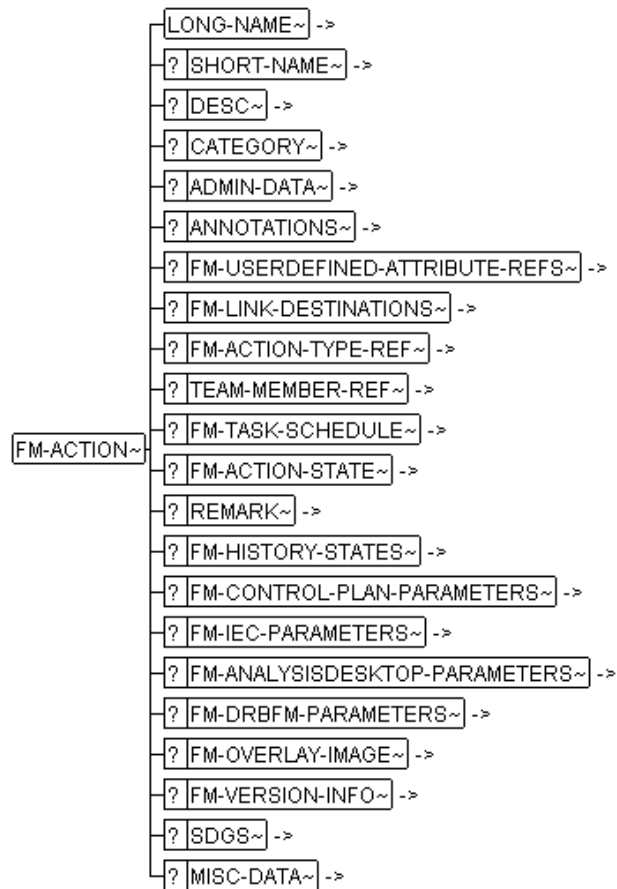 LONG-NAME~ ->
? SHORT-NAME~ ->
? DESC~ ->
? CATEGORY~ ->
? ADMIN-DATA~ ->
? ANNOTATIONS~ ->
? FM-USERDEFINED-ATTRIBUTE-REFS~ ->
? FM-LINK-DESTINATIONS~ ->
? FM-ACTION-TYPE-REF~ ->
? TEAM-MEMBER-REF~ ->
? FM-TASK-SCHEDULE~ ->
FM-ACTION~
? FM-ACTION-STATE~ ->
? REMARK~ ->
? FM-HISTORY-STATES~ ->
? FM-CONTROL-PLAN-PARAMETERS~ ->
? FM-IEC-PARAMETERS~ ->
? FM-ANALYSISDESKTOP-PARAMETERS~ ->
? FM-DRBFM-PARAMETERS~ ->
? FM-OVERLAY-IMAGE~ ->
? FM-VERSION-INFO~ ->
? SDGS~ ->
? MISC-DATA~ ->